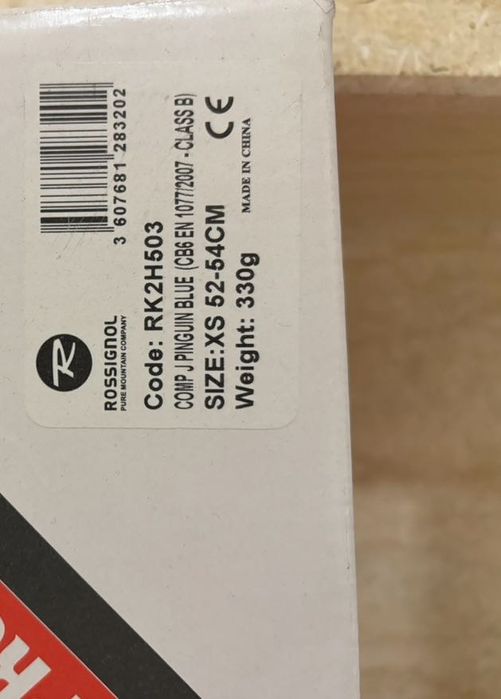 3 607681 283202
R
ROSSIGNOL
PURE MOUNTAIN COMPANY
Code: RK2H503
COMP J PINGUIN BLUE (CB6 EN 1077/2007 - CLASS B)
SIZE:XS 52-54CM
Weight: 330g
CE
MADE IN CHINA